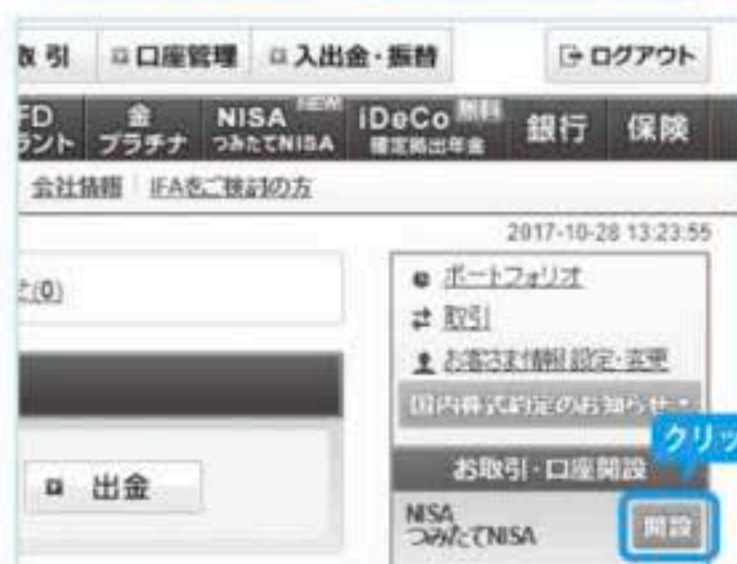 取引 口座管理 入出金・振替 ログアウト
FD 金 NISA NEW iDeCo 無料 銀行 保険
ラント プラチナ つみたてNISA 確定拠出年金
会社情報 IFAをご検討の方
2017-10-28 13:23:55
(0) ポートフォリオ
取引
お客さま情報 設定・変更
国内株式約定のお知らせ
クリッ
お取引・口座開設
出金
NISA
つみたてNISA 開設